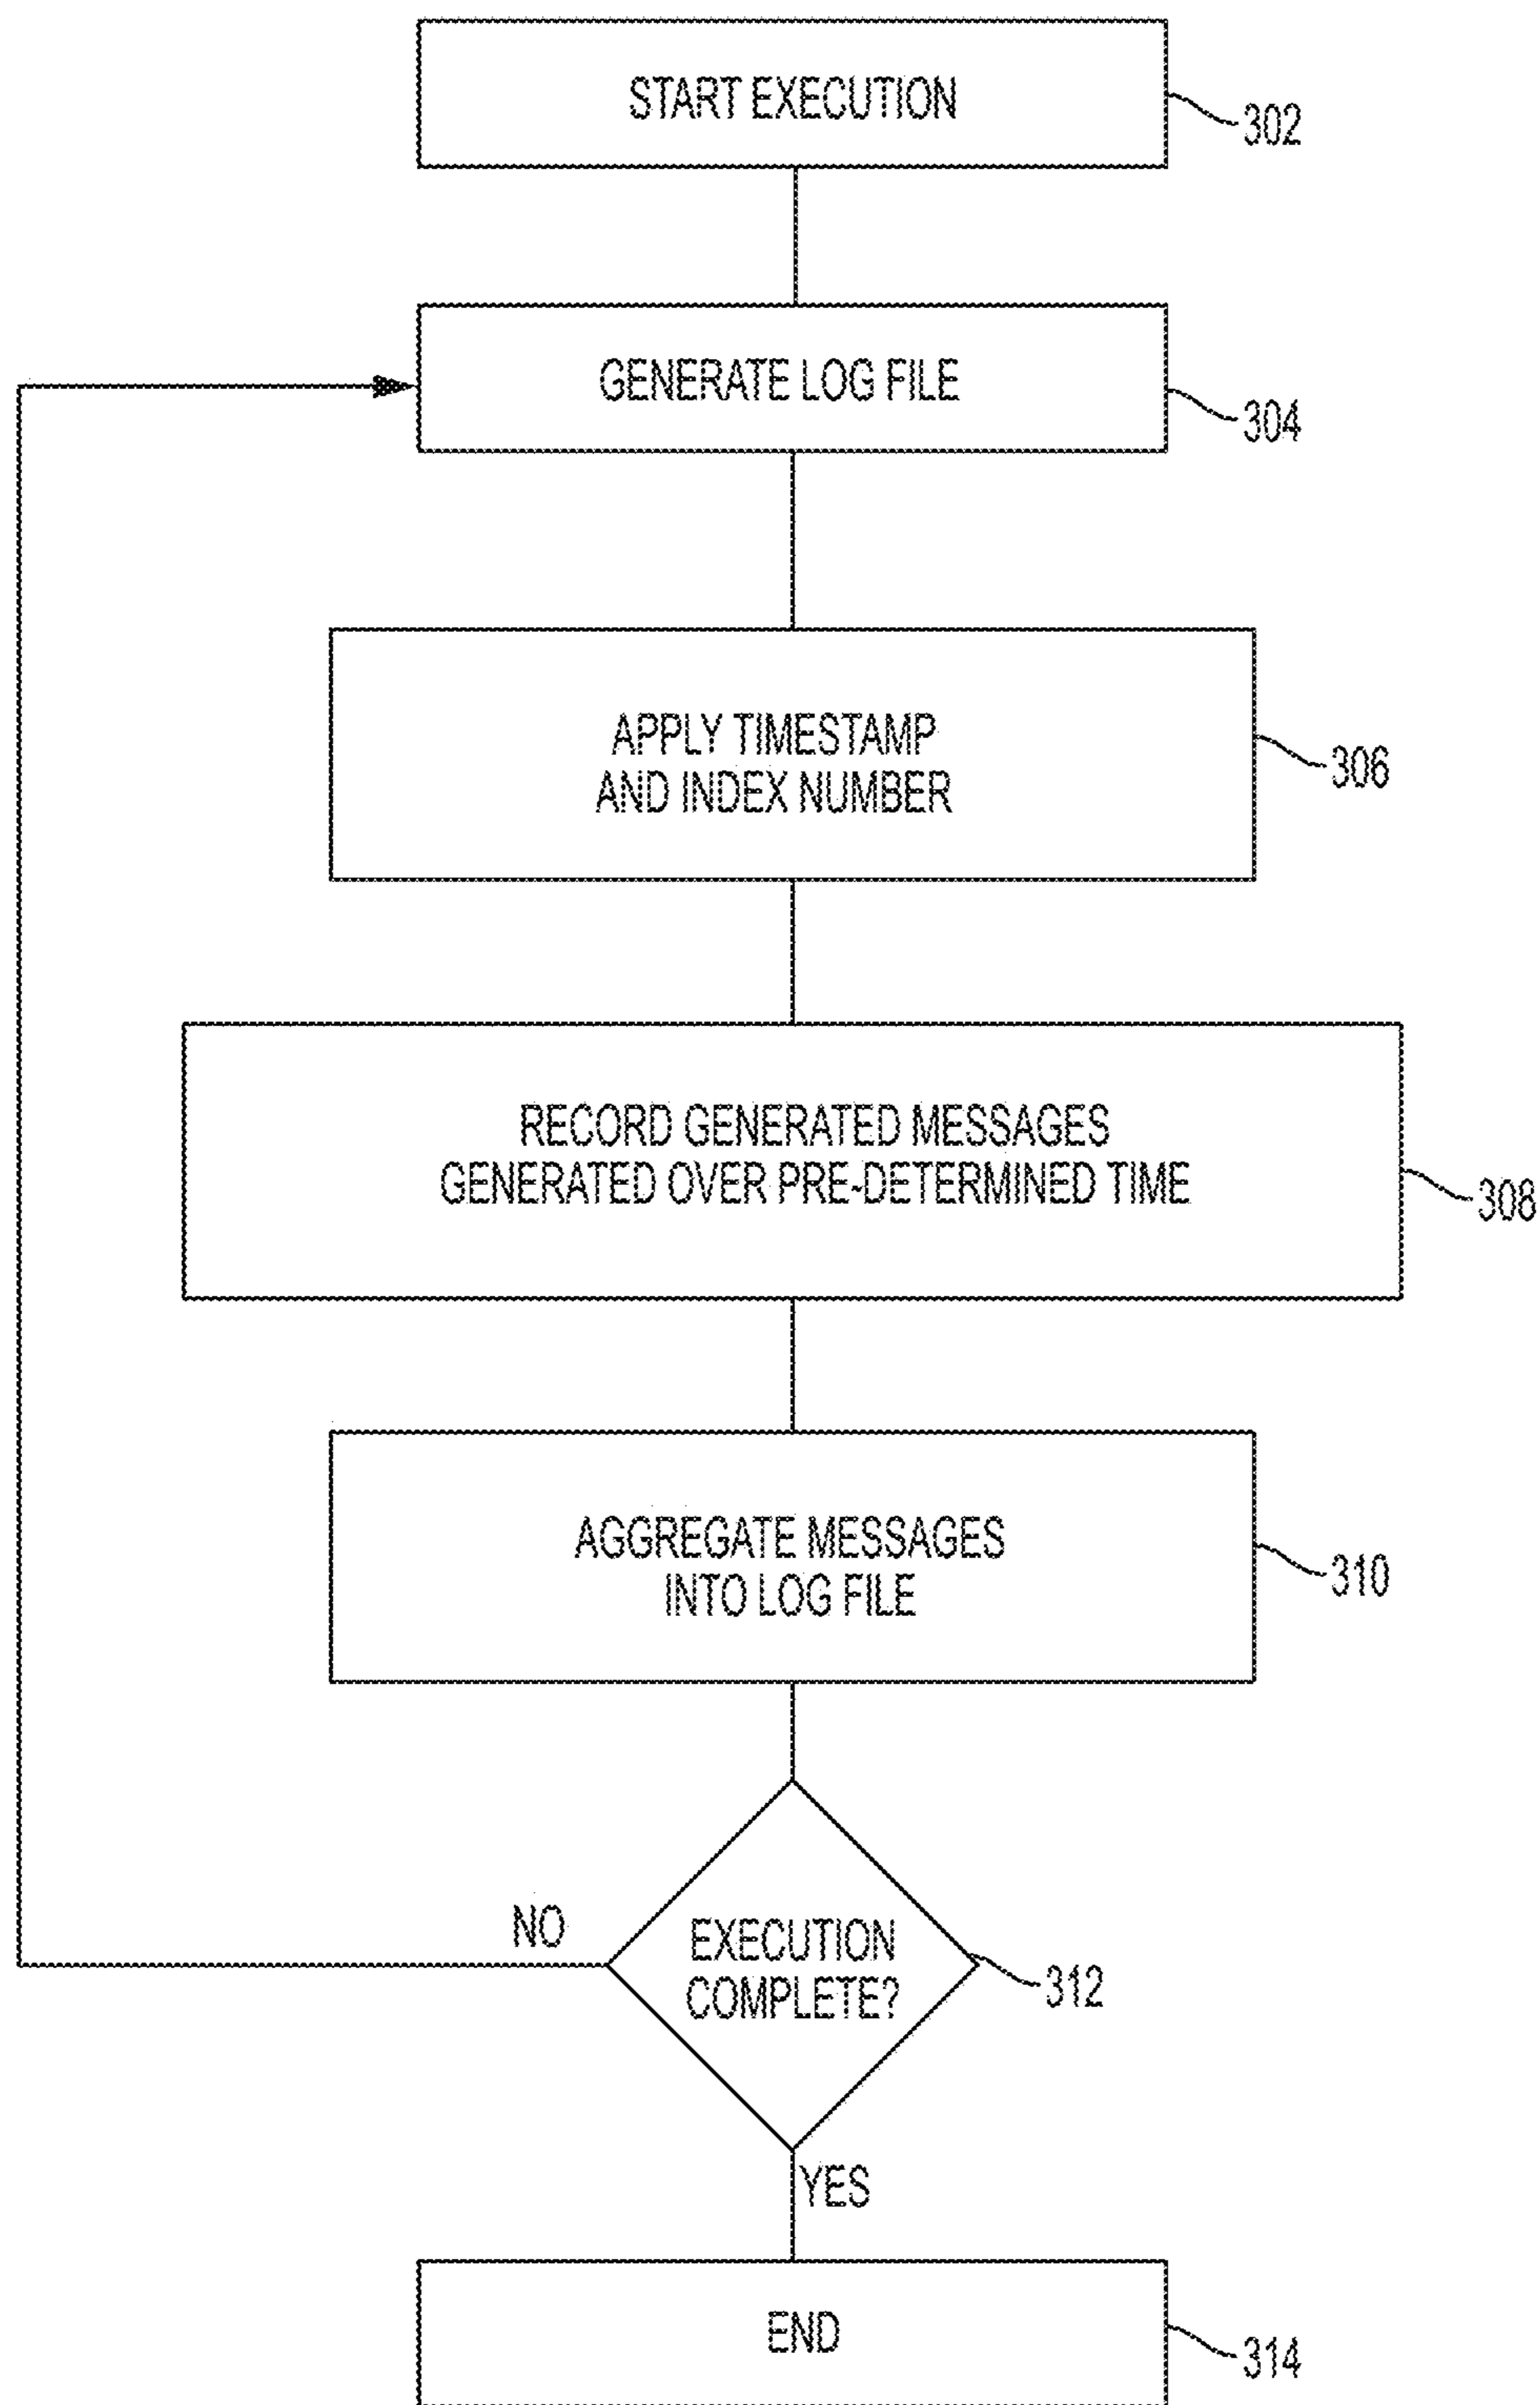 START EXECUTION
302
GENERATE LOG FILE
304
APPLY TIMESTAMP
AND INDEX NUMBER
306
RECORD GENERATED MESSAGES
GENERATED OVER PRE-DETERMINED TIME
308
AGGREGATE MESSAGES
INTO LOG FILE
310
NO
EXECUTION
COMPLETE?
312
YES
END
314